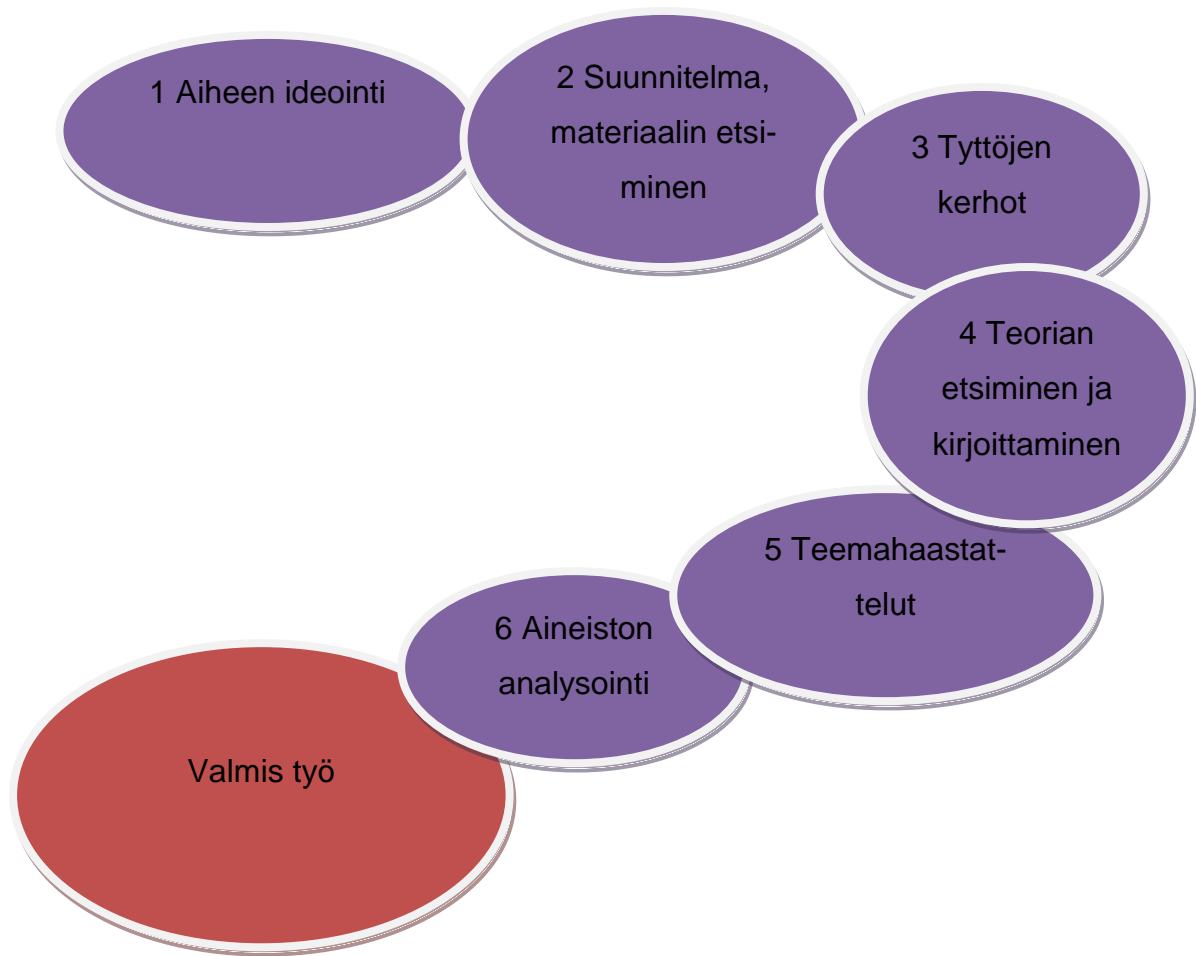 1 Aiheen ideointi
2 Suunnitelma,
materiaalin etsi-
minen
3 Tyttöjen
kerhot
4 Teorian
etsiminen ja
kirjoittaminen
5 Teemahaastat-
telut
6 Aineiston
analysointi
Valmis työ